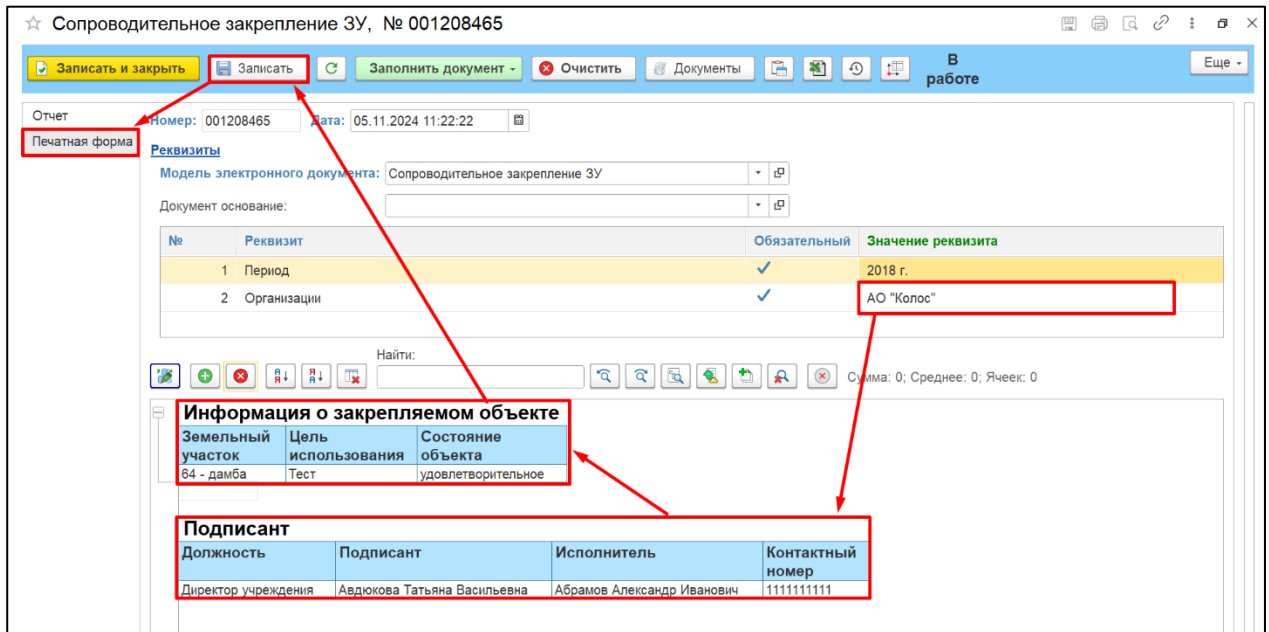 Сопроводительное закрепление ЗУ, № 001208465
Записать и закрыть Записать Заполнить документ Очистить Документы В работе Еще
Отчет
Печатная форма
Номер: 001208465 Дата: 05.11.2024 11:22:22
Реквизиты
Модель электронного документа: Сопроводительное закрепление ЗУ
Документ основание:
№ Реквизит Обязательный Значение реквизита
1 Период 2018 г.
2 Организации АО "Колос"
Найти:
Сумма: 0; Среднее: 0; Ячеек: 0
Информация о закрепляемом объекте
Земельный участок Цель использования Состояние объекта
64 - дамба Тест удовлетворительное
Подписант
Должность Подписант Исполнитель Контактный номер
Директор учреждения Авдюкова Татьяна Васильевна Абрамов Александр Иванович 1111111111